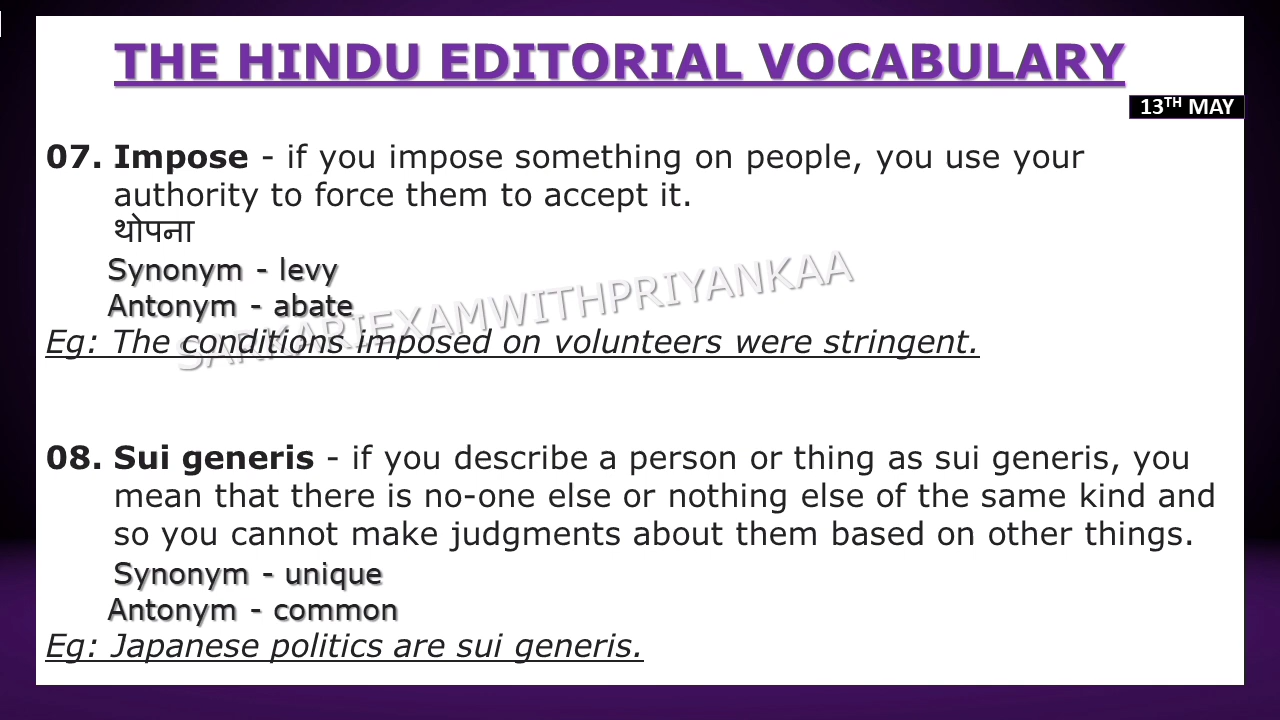 THE HINDU EDITORIAL VOCABULARY
13TH MAY
07. Impose - if you impose something on people, you use your
authority to force them to accept it.
थोपना
Synonym - levy
Antonym - abate
SARKARIEXAMWITHPRIYANKAA
Eg: The conditions imposed on volunteers were stringent.
08. Sui generis - if you describe a person or thing as sui generis, you
mean that there is no-one else or nothing else of the same kind and
so you cannot make judgments about them based on other things.
Synonym - unique
Antonym - common
Eg: Japanese politics are sui generis.